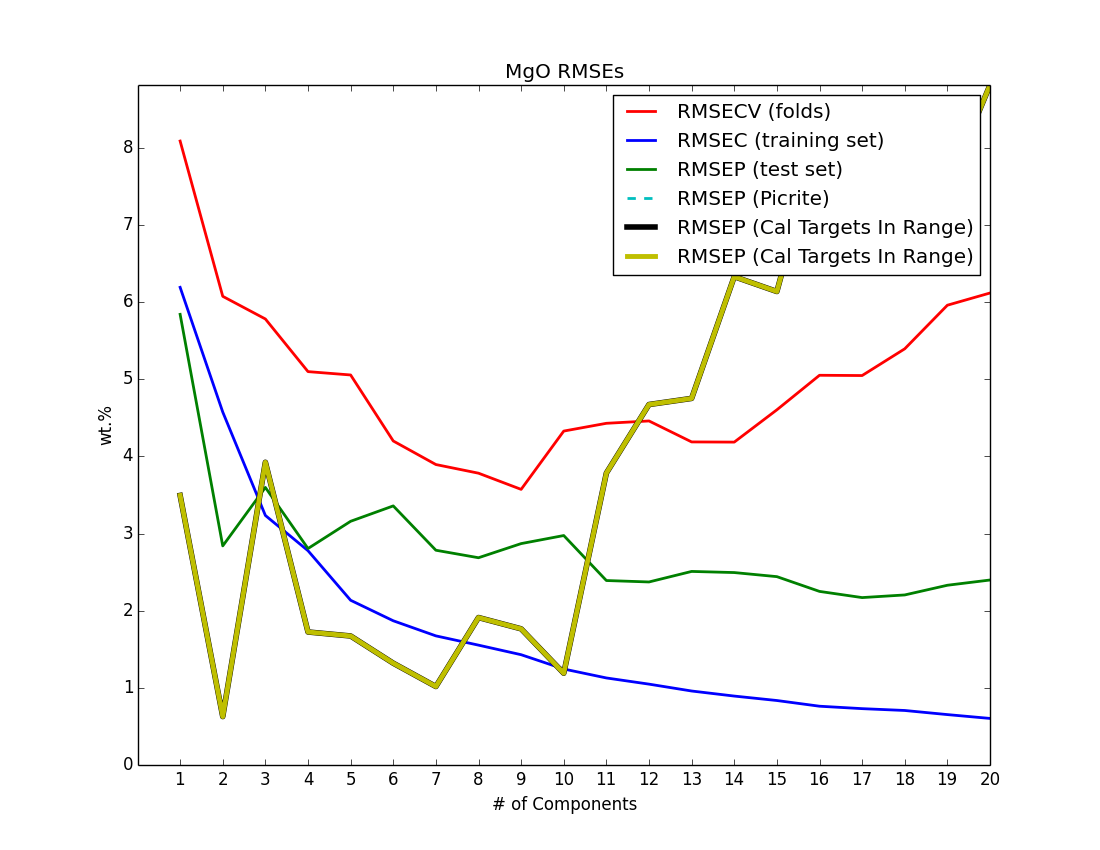 MgO RMSEs
RMSECV (folds)
RMSEC (training set)
RMSEP (test set)
RMSEP (Picrite)
RMSEP (Cal Targets In Range)
RMSEP (Cal Targets In Range)
wt.%
8
7
6
5
4
3
2
1
0
1 2 3 4 5 6 7 8 9 10 11 12 13 14 15 16 17 18 19 20
# of Components